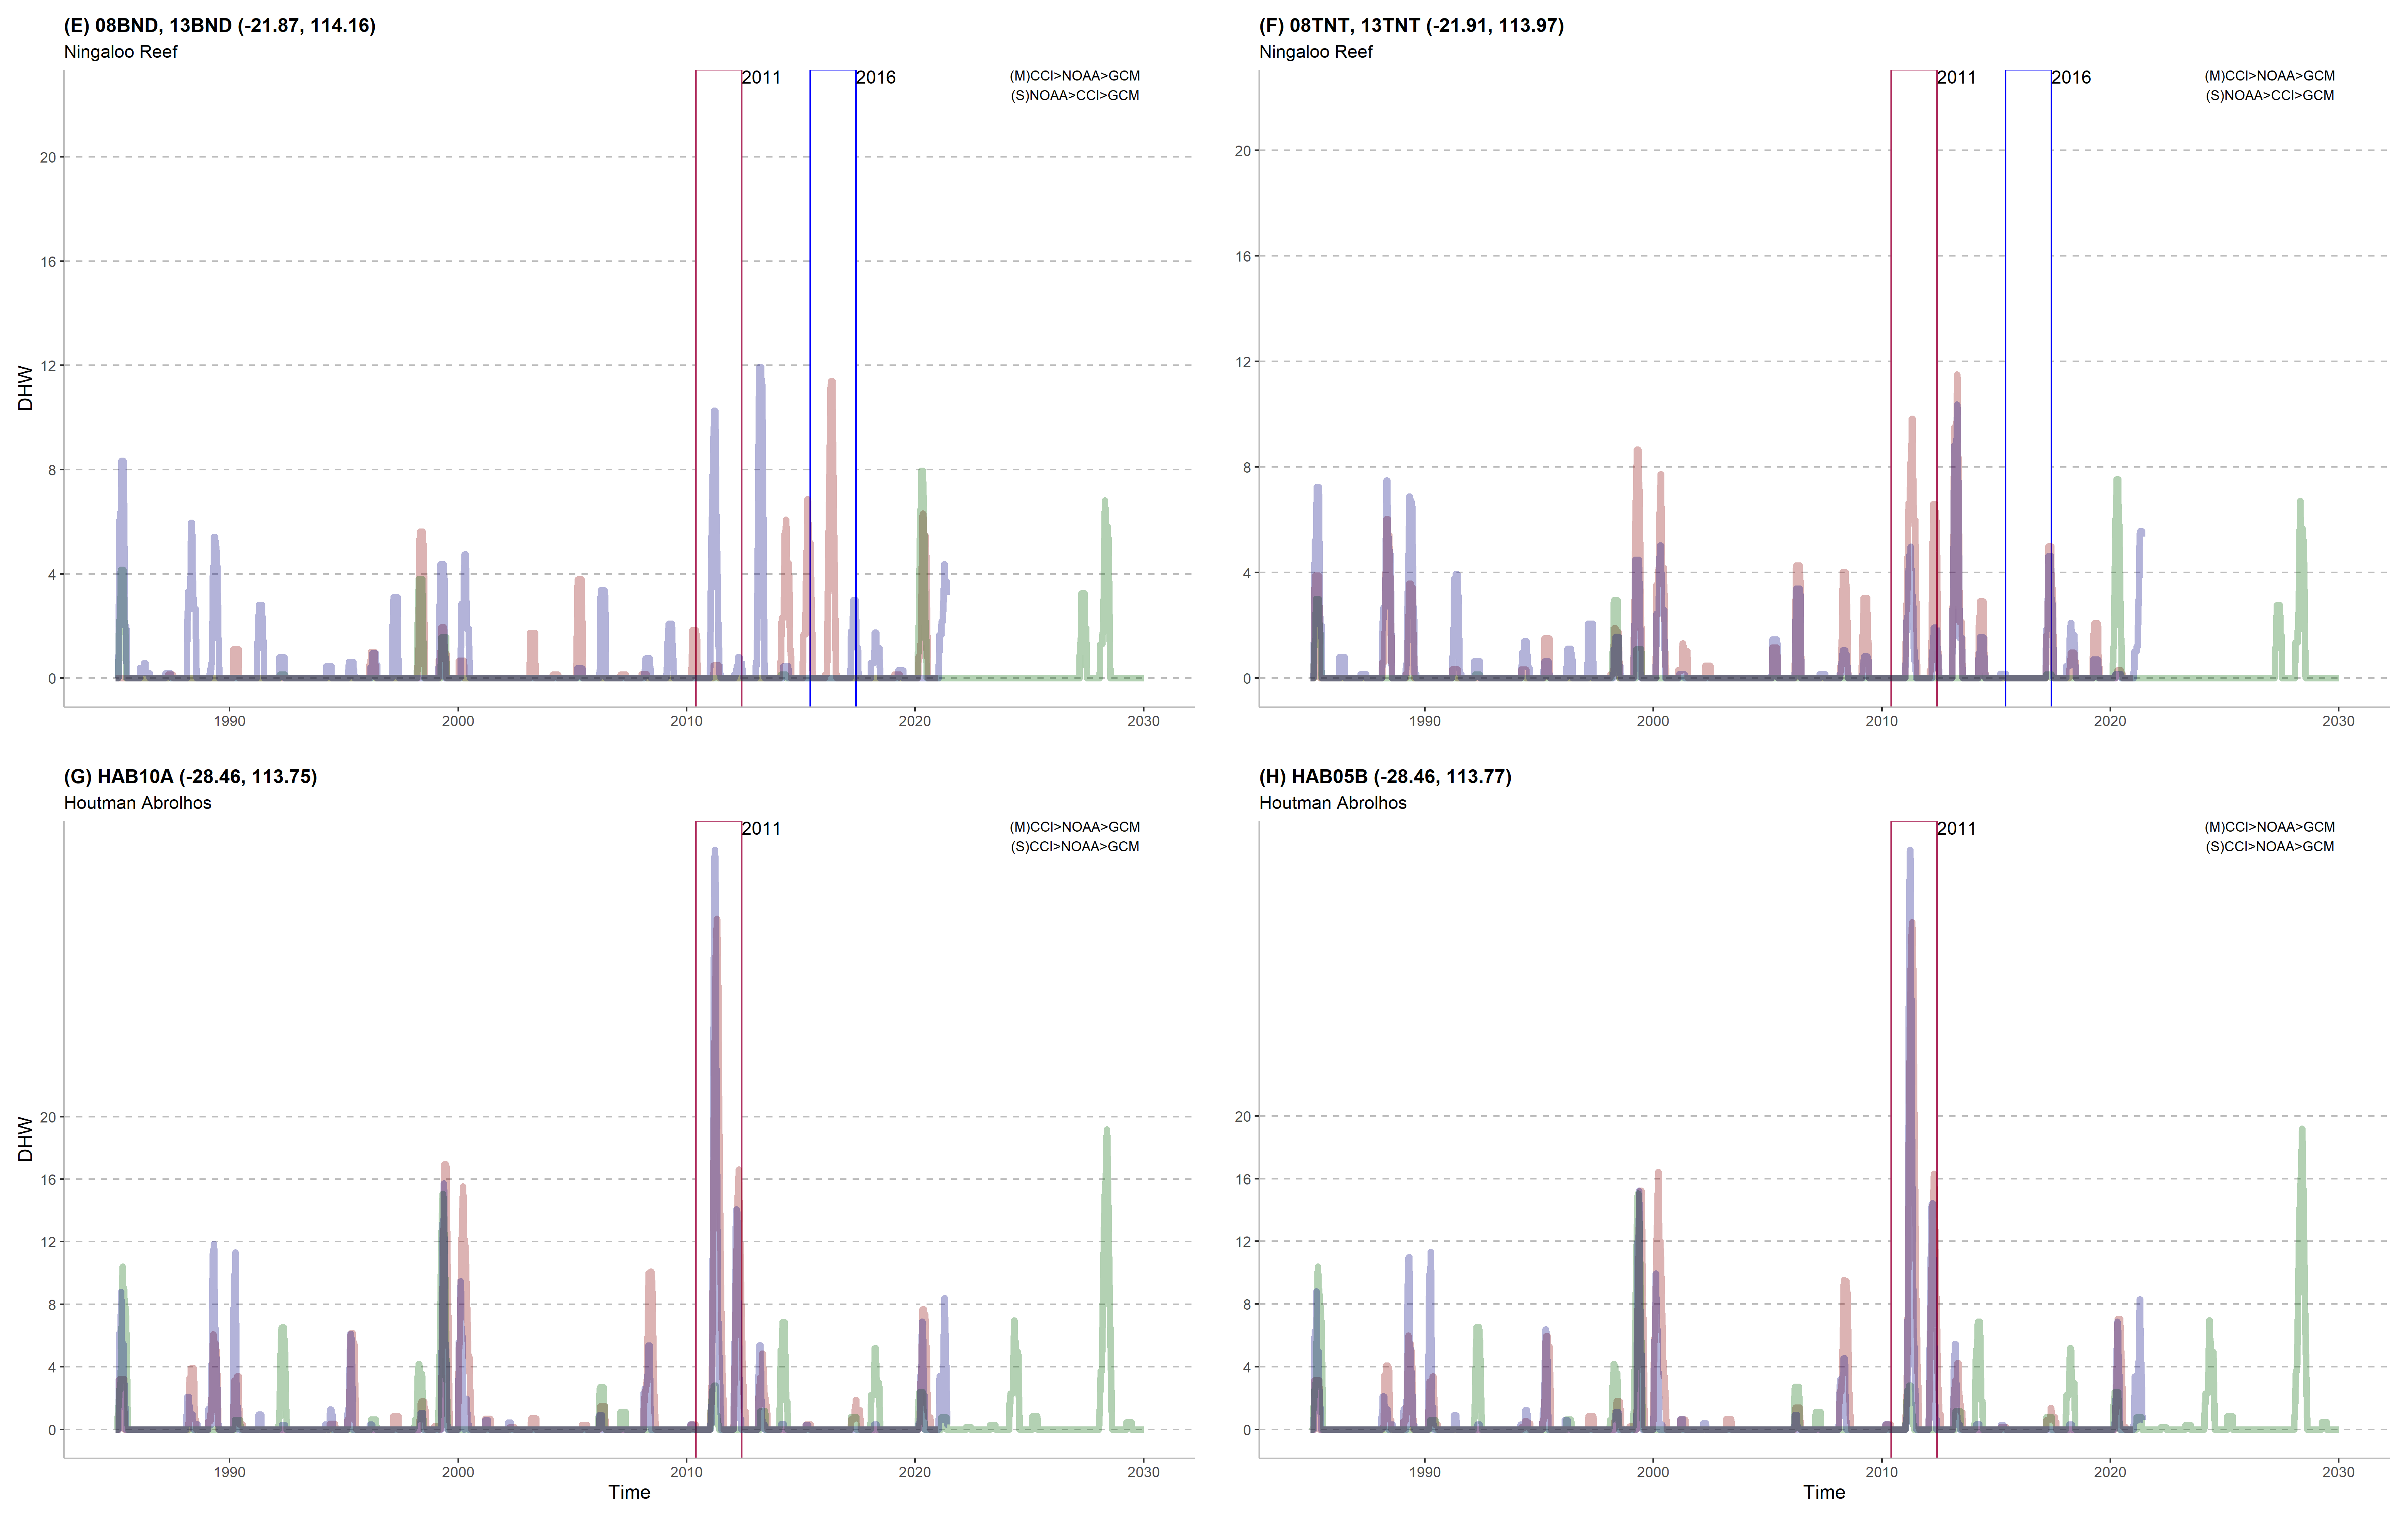 (E) 08BND, 13BND (-21.87, 114.16)
Ningaloo Reef
2011
2016
(M)CCI>NOAA>GCM
(S)NOAA>CCI>GCM
DHW
20
16
12
8
4
0
1990
2000
2010
2020
2030
(F) 08TNT, 13TNT (-21.91, 113.97)
Ningaloo Reef
2011
2016
(M)CCI>NOAA>GCM
(S)NOAA>CCI>GCM
20
16
12
8
4
0
1990
2000
2010
2020
2030
(G) HAB10A (-28.46, 113.75)
Houtman Abrolhos
2011
(M)CCI>NOAA>GCM
(S)CCI>NOAA>GCM
DHW
20
16
12
8
4
0
1990
2000
2010
2020
2030
Time
(H) HAB05B (-28.46, 113.77)
Houtman Abrolhos
2011
(M)CCI>NOAA>GCM
(S)CCI>NOAA>GCM
20
16
12
8
4
0
1990
2000
2010
2020
2030
Time